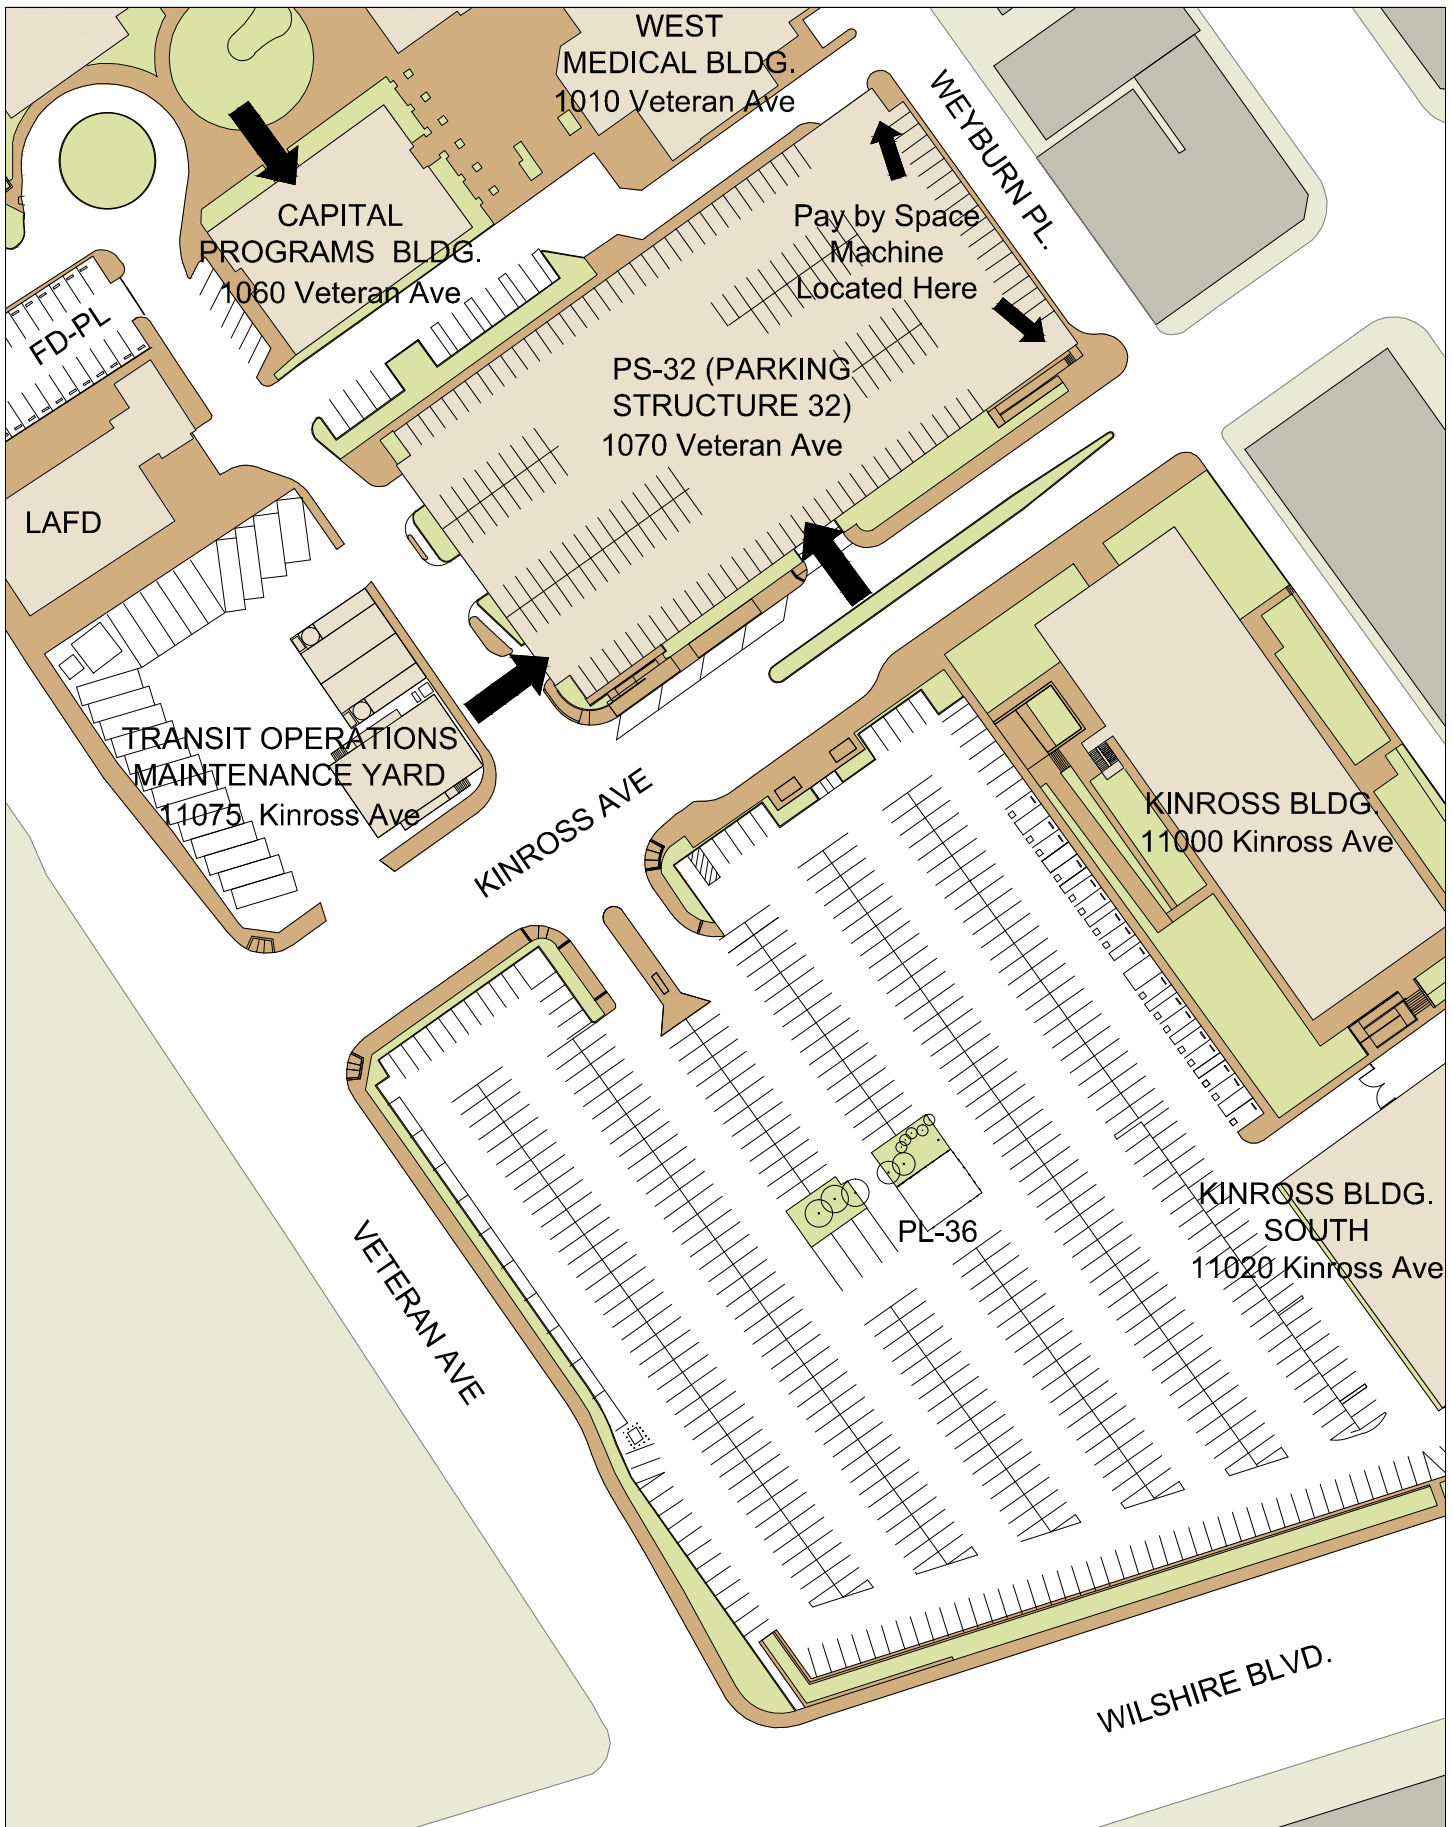 WEST
MEDICAL BLDG.
1010 Veteran Ave
WEYBURN PL.
CAPITAL
PROGRAMS BLDG.
1060 Veteran Ave
Pay by Space
Machine
Located Here
FD-PL
PS-32 (PARKING
STRUCTURE 32)
1070 Veteran Ave
LAFD
TRANSIT OPERATIONS
MAINTENANCE YARD
11075 Kinross Ave
KINROSS AVE
KINROSS BLDG.
11000 Kinross Ave
KINROSS BLDG.
SOUTH
11020 Kinross Ave
PL-36
VETERAN AVE
WILSHIRE BLVD.